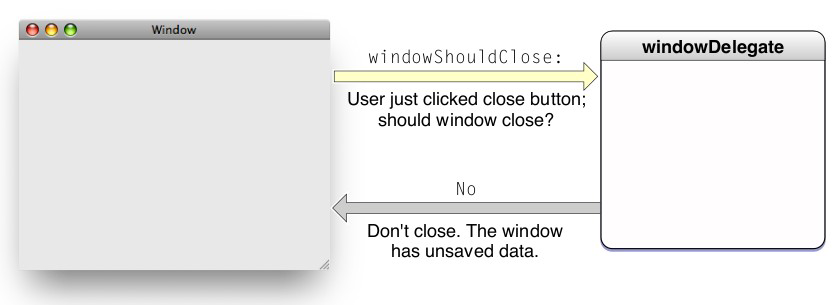 Window
windowShouldClose:
User just clicked close button;
should window close?
windowDelegate
No
Don't close. The window
has unsaved data.